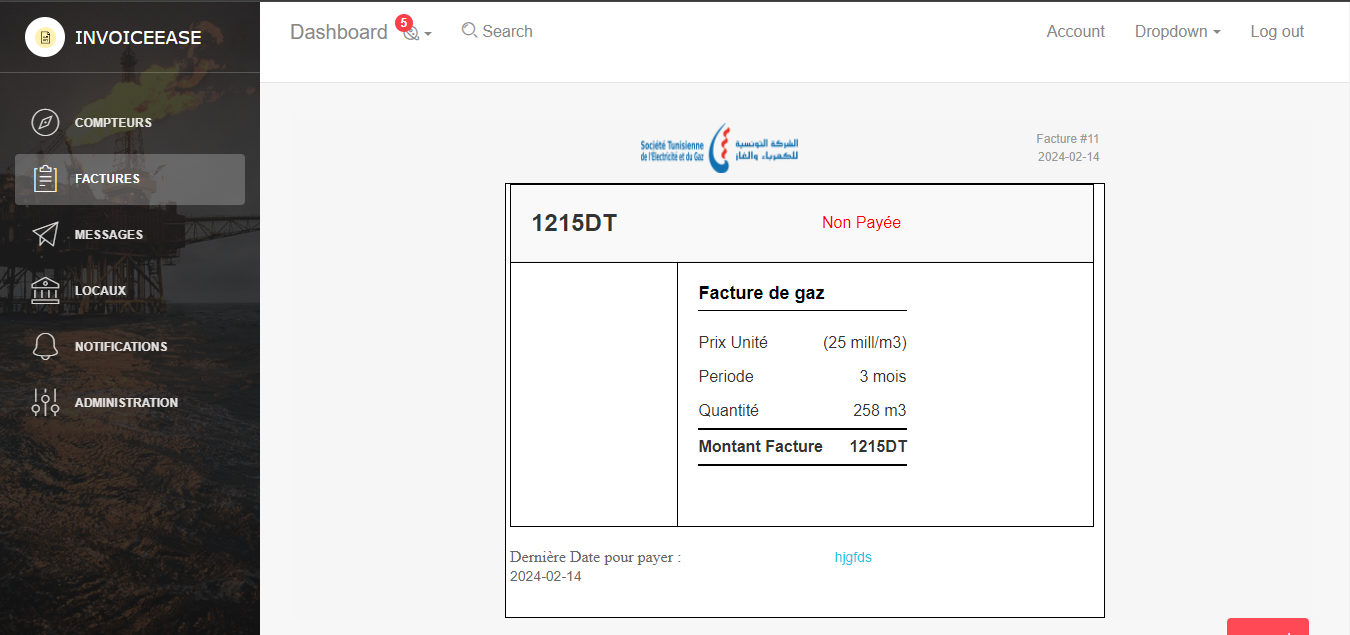 INVOICEEASE
Dashboard 5
Search
Account
Dropdown
Log out
COMPTEURS
FACTURES
MESSAGES
LOCAUX
NOTIFICATIONS
ADMINISTRATION
Société Tunisienne
de l'Electricité et du Gaz
الشركة التونسية
للكهرباء والغاز
Facture #11
2024-02-14
1215DT
Non Payée
Facture de gaz
Prix Unité (25 mill/m3)
Periode 3 mois
Quantité 258 m3
Montant Facture 1215DT
Dernière Date pour payer :
2024-02-14
hjgfds